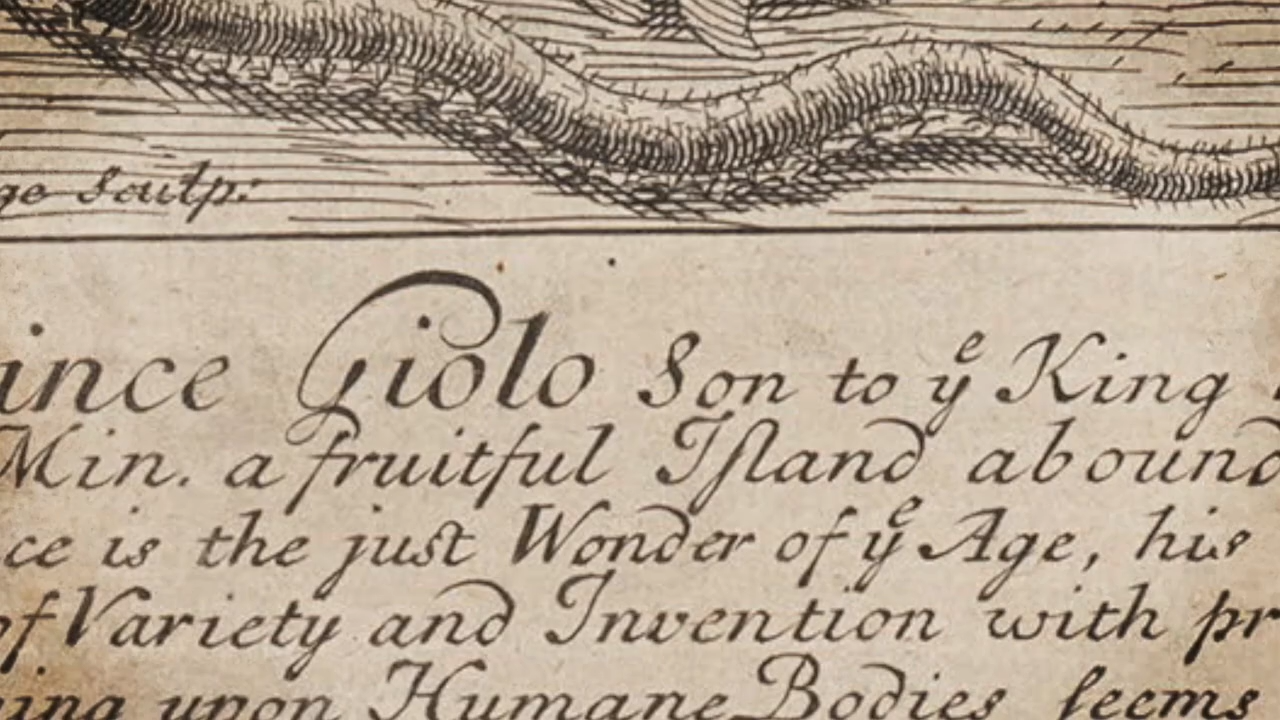 ge Sculp:
ince Giolo Son to yᵉ King
Min. a fruitful Iſland abound
ce is the just Wonder of yᵉ Age, his
of Variety and Invention with pr
ing upon Humane Bodies ſeems